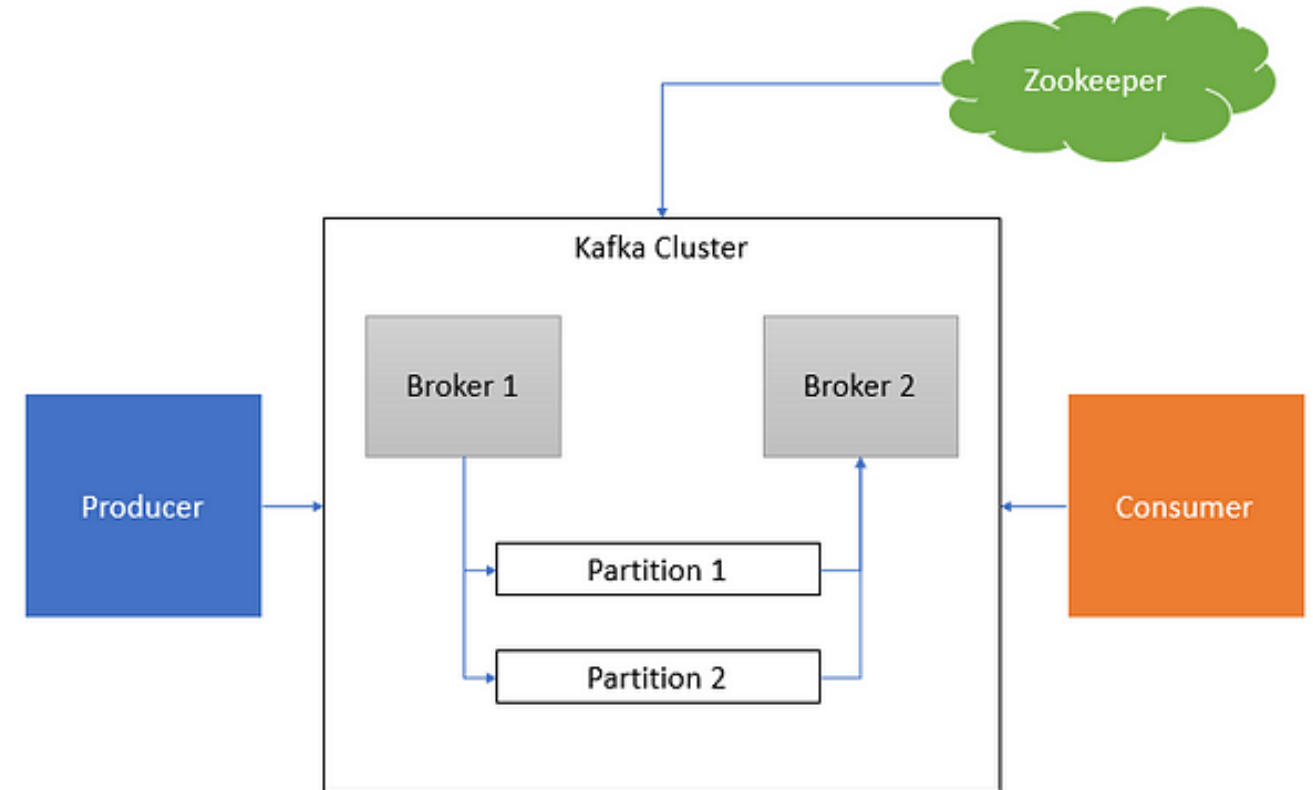 Zookeeper
Kafka Cluster
Broker 1
Broker 2
Producer
Consumer
Partition 1
Partition 2